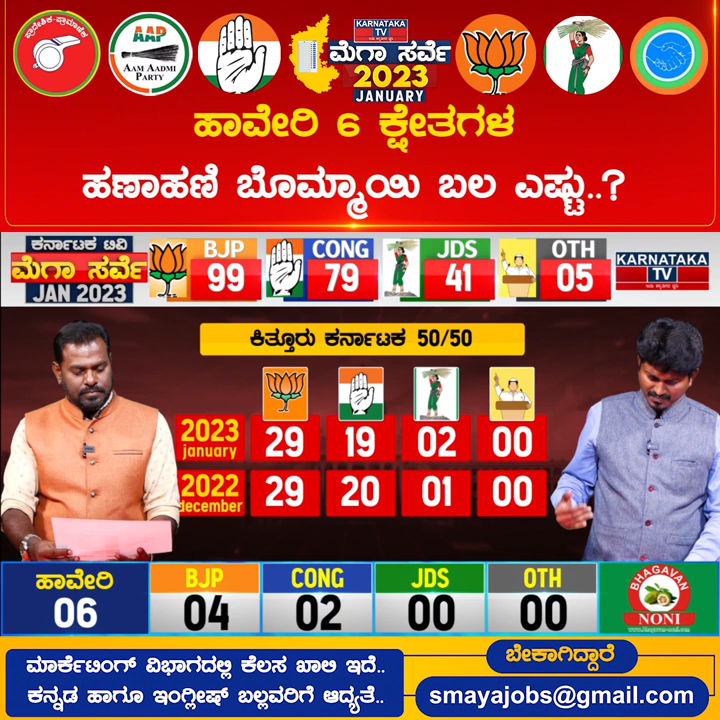 ಪ್ರಾದೇಶಿಕ-ಪ್ರಾಮಾಣಿಕ
AAP
AAM AADMI
PARTY
KARNATAKA
TV
ಮೆಗಾ ಸರ್ವೆ
2023
JANUARY
ಹಾವೇರಿ ೬ ಕ್ಷೇತಗಳ
ಹಣಾಹಣಿ ಬೊಮ್ಮಾಯಿ ಬಲ ಎಷ್ಟು..?
ಕರ್ನಾಟಕ ಟಿವಿ
ಮೆಗಾ ಸರ್ವೆ
JAN 2023
BJP
99
CONG
79
JDS
41
OTH
05
KARNATAKA
TV
ಕಿತ್ತೂರು ಕರ್ನಾಟಕ 50/50
2023 january 29 19 02 00
2022 december 29 20 01 00
ಹಾವೇರಿ BJP CONG JDS OTH
06 04 02 00 00
BHAGAVAN
NONI
ಮಾರ್ಕೆಟಿಂಗ್ ವಿಭಾಗದಲ್ಲಿ ಕೆಲಸ ಖಾಲಿ ಇದೆ..
ಕನ್ನಡ ಹಾಗೂ ಇಂಗ್ಲೀಷ್ ಬಲ್ಲವರಿಗೆ ಆದ್ಯತೆ..
ಬೇಕಾಗಿದ್ದಾರೆ
smayajobs@gmail.com